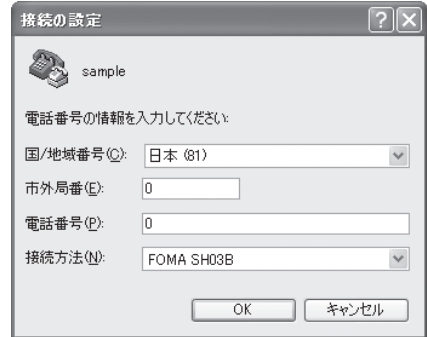 接続の設定
sample
電話番号の情報を入力してください:
国/地域番号(C): 日本 (81)
市外局番(E): 0
電話番号(P): 0
接続方法(N): FOMA SH03B
OK キャンセル